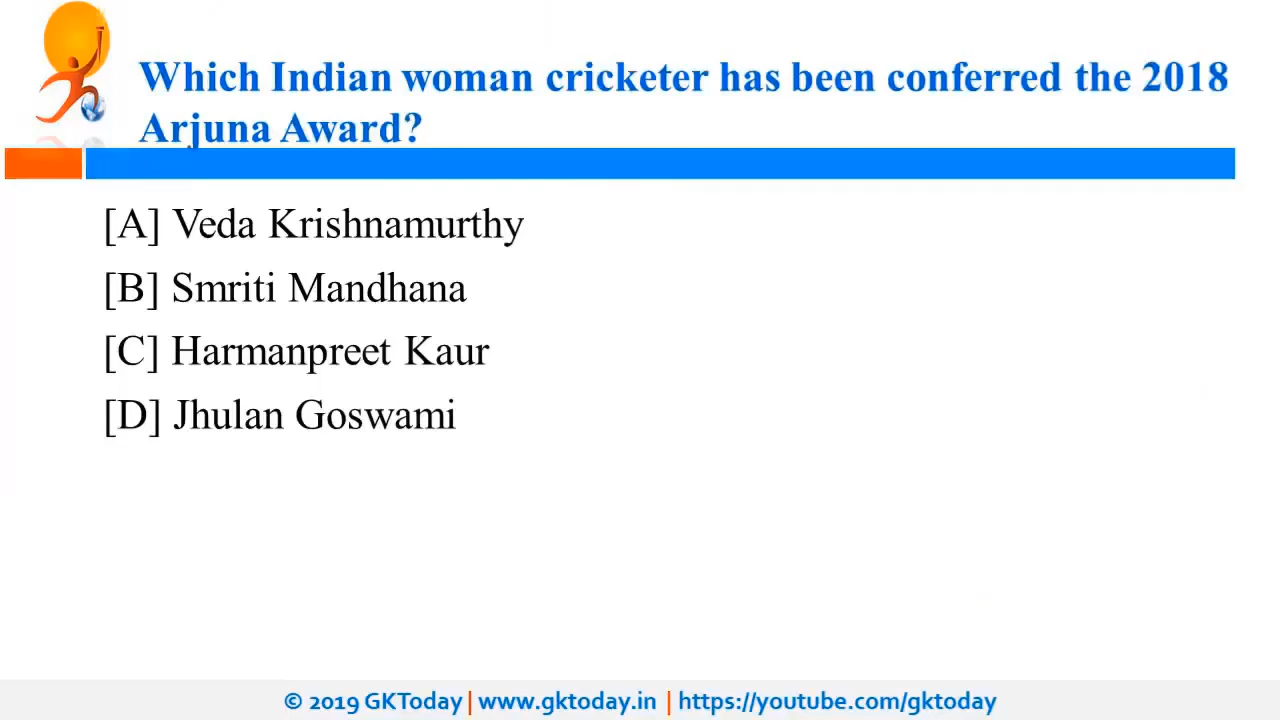 Which Indian woman cricketer has been conferred the 2018
Arjuna Award?
[A] Veda Krishnamurthy
[B] Smriti Mandhana
[C] Harmanpreet Kaur
[D] Jhulan Goswami
© 2019 GKToday | www.gktoday.in | https://youtube.com/gktoday